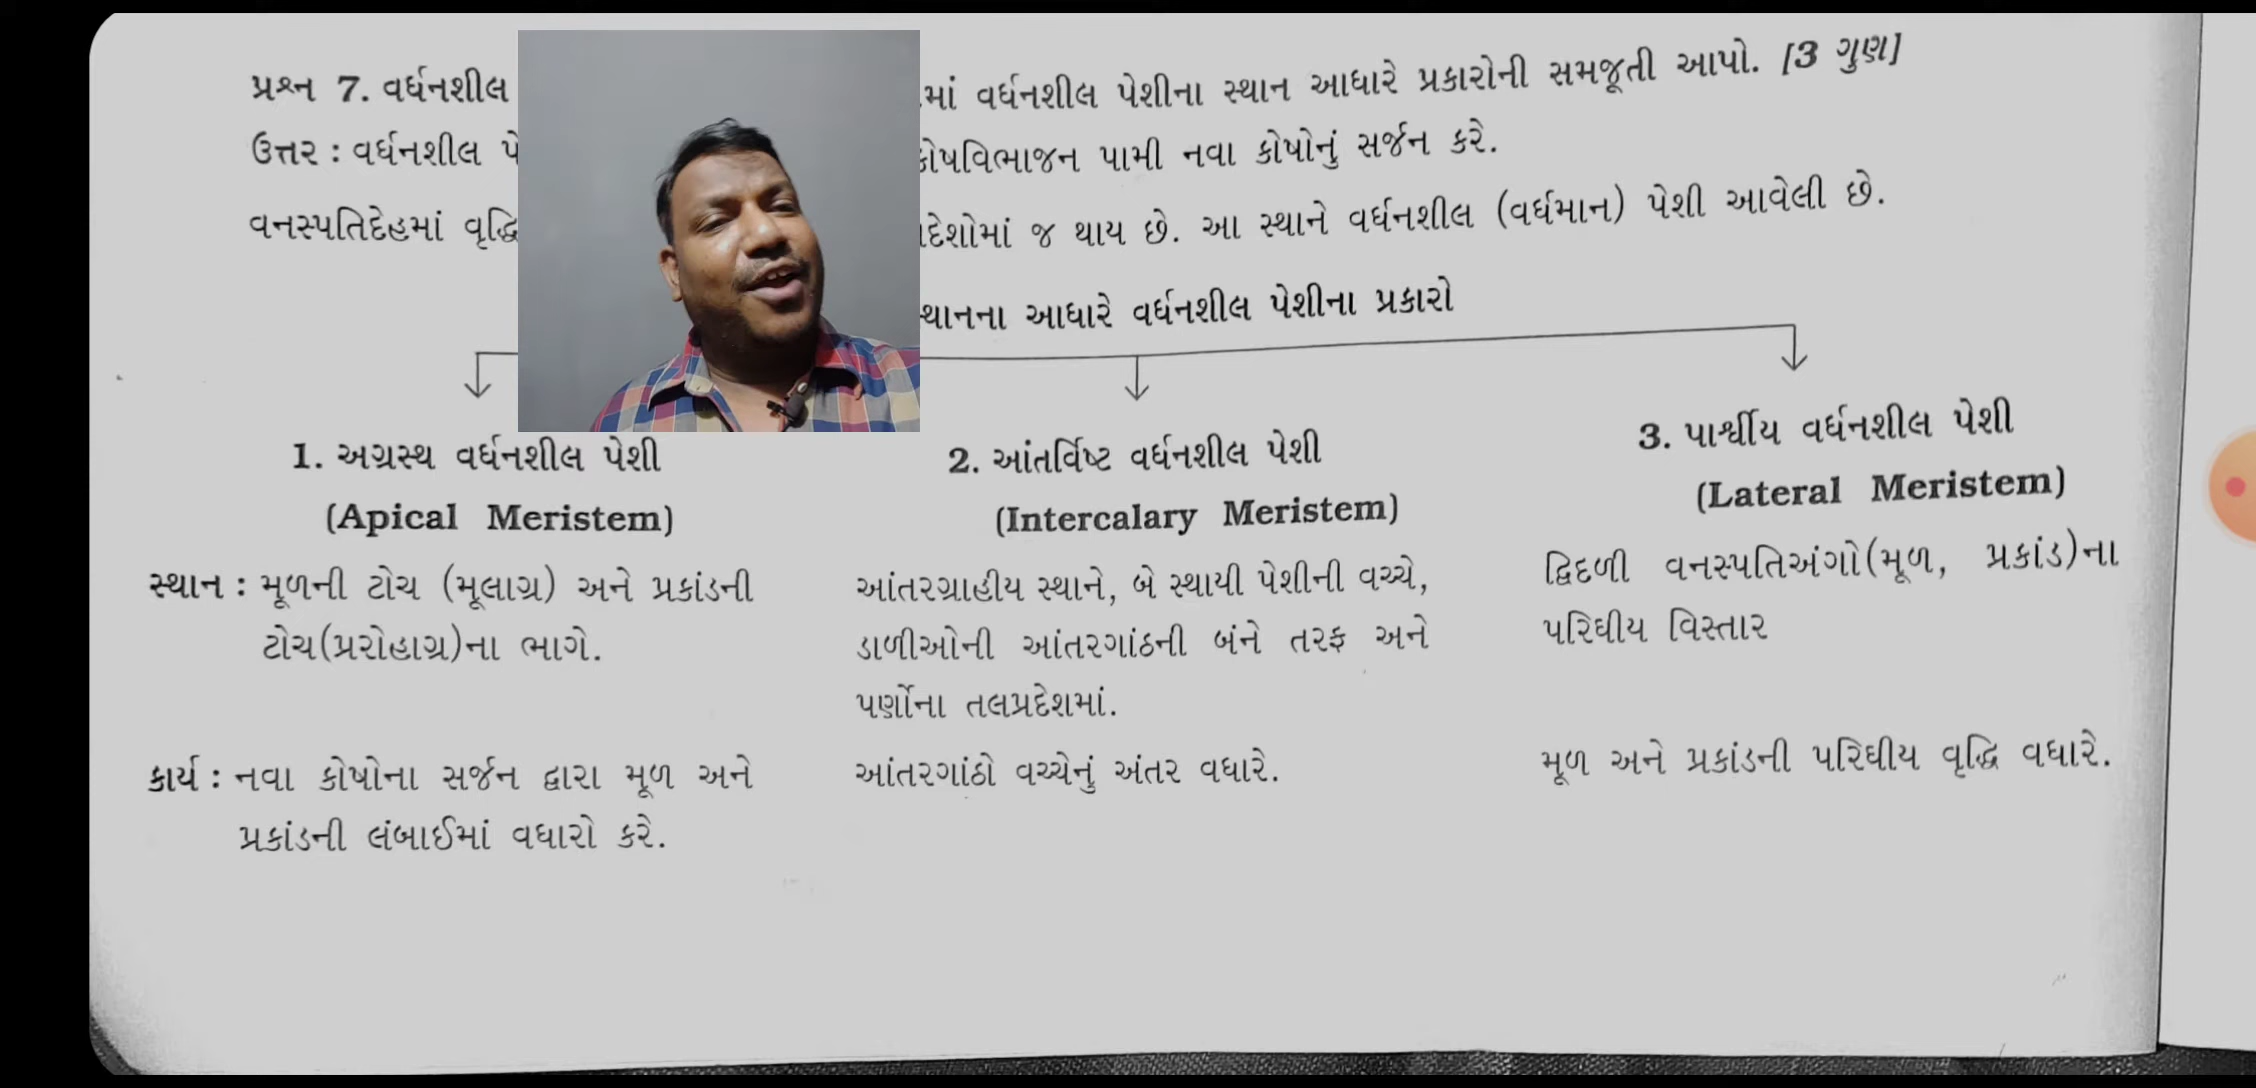 પ્રશ્ન 7. વર્ધનશીલ માં વર્ધનશીલ પેશીના સ્થાન આધારે પ્રકારોની સમજૂતી આપો. [3 ગુણ]
ઉત્તર : વર્ધનશીલ પે કોષવિભાજન પામી નવા કોષોનું સર્જન કરે.
વનસ્પતિદેહમાં વૃદ્ધિ જ થાય છે. આ સ્થાને વર્ધનશીલ (વર્ધમાન) પેશી આવેલી છે.
સ્થાનના આધારે વર્ધનશીલ પેશીના પ્રકારો
1. અગ્રસ્થ વર્ધનશીલ પેશી
(Apical Meristem)
સ્થાન : મૂળની ટોચ (મૂલાગ્ર) અને પ્રકાંડની
ટોચ(પ્રરોહાગ્ર)ના ભાગે.
કાર્ય : નવા કોષોના સર્જન દ્વારા મૂળ અને
પ્રકાંડની લંબાઈમાં વધારો કરે.
2. આંતર્વિષ્ટ વર્ધનશીલ પેશી
(Intercalary Meristem)
આંતરગ્રાહીય સ્થાને, બે સ્થાયી પેશીની વચ્ચે,
ડાળીઓની આંતરગાંઠની બંને તરફ અને
પર્ણોના તલપ્રદેશમાં.
આંતરગાંઠો વચ્ચેનું અંતર વધારે.
3. પાર્શ્વીય વર્ધનશીલ પેશી
(Lateral Meristem)
દ્વિદળી વનસ્પતિઅંગો(મૂળ, પ્રકાંડ)ના
પરિઘીય વિસ્તાર
મૂળ અને પ્રકાંડની પરિઘીય વૃદ્ધિ વધારે.